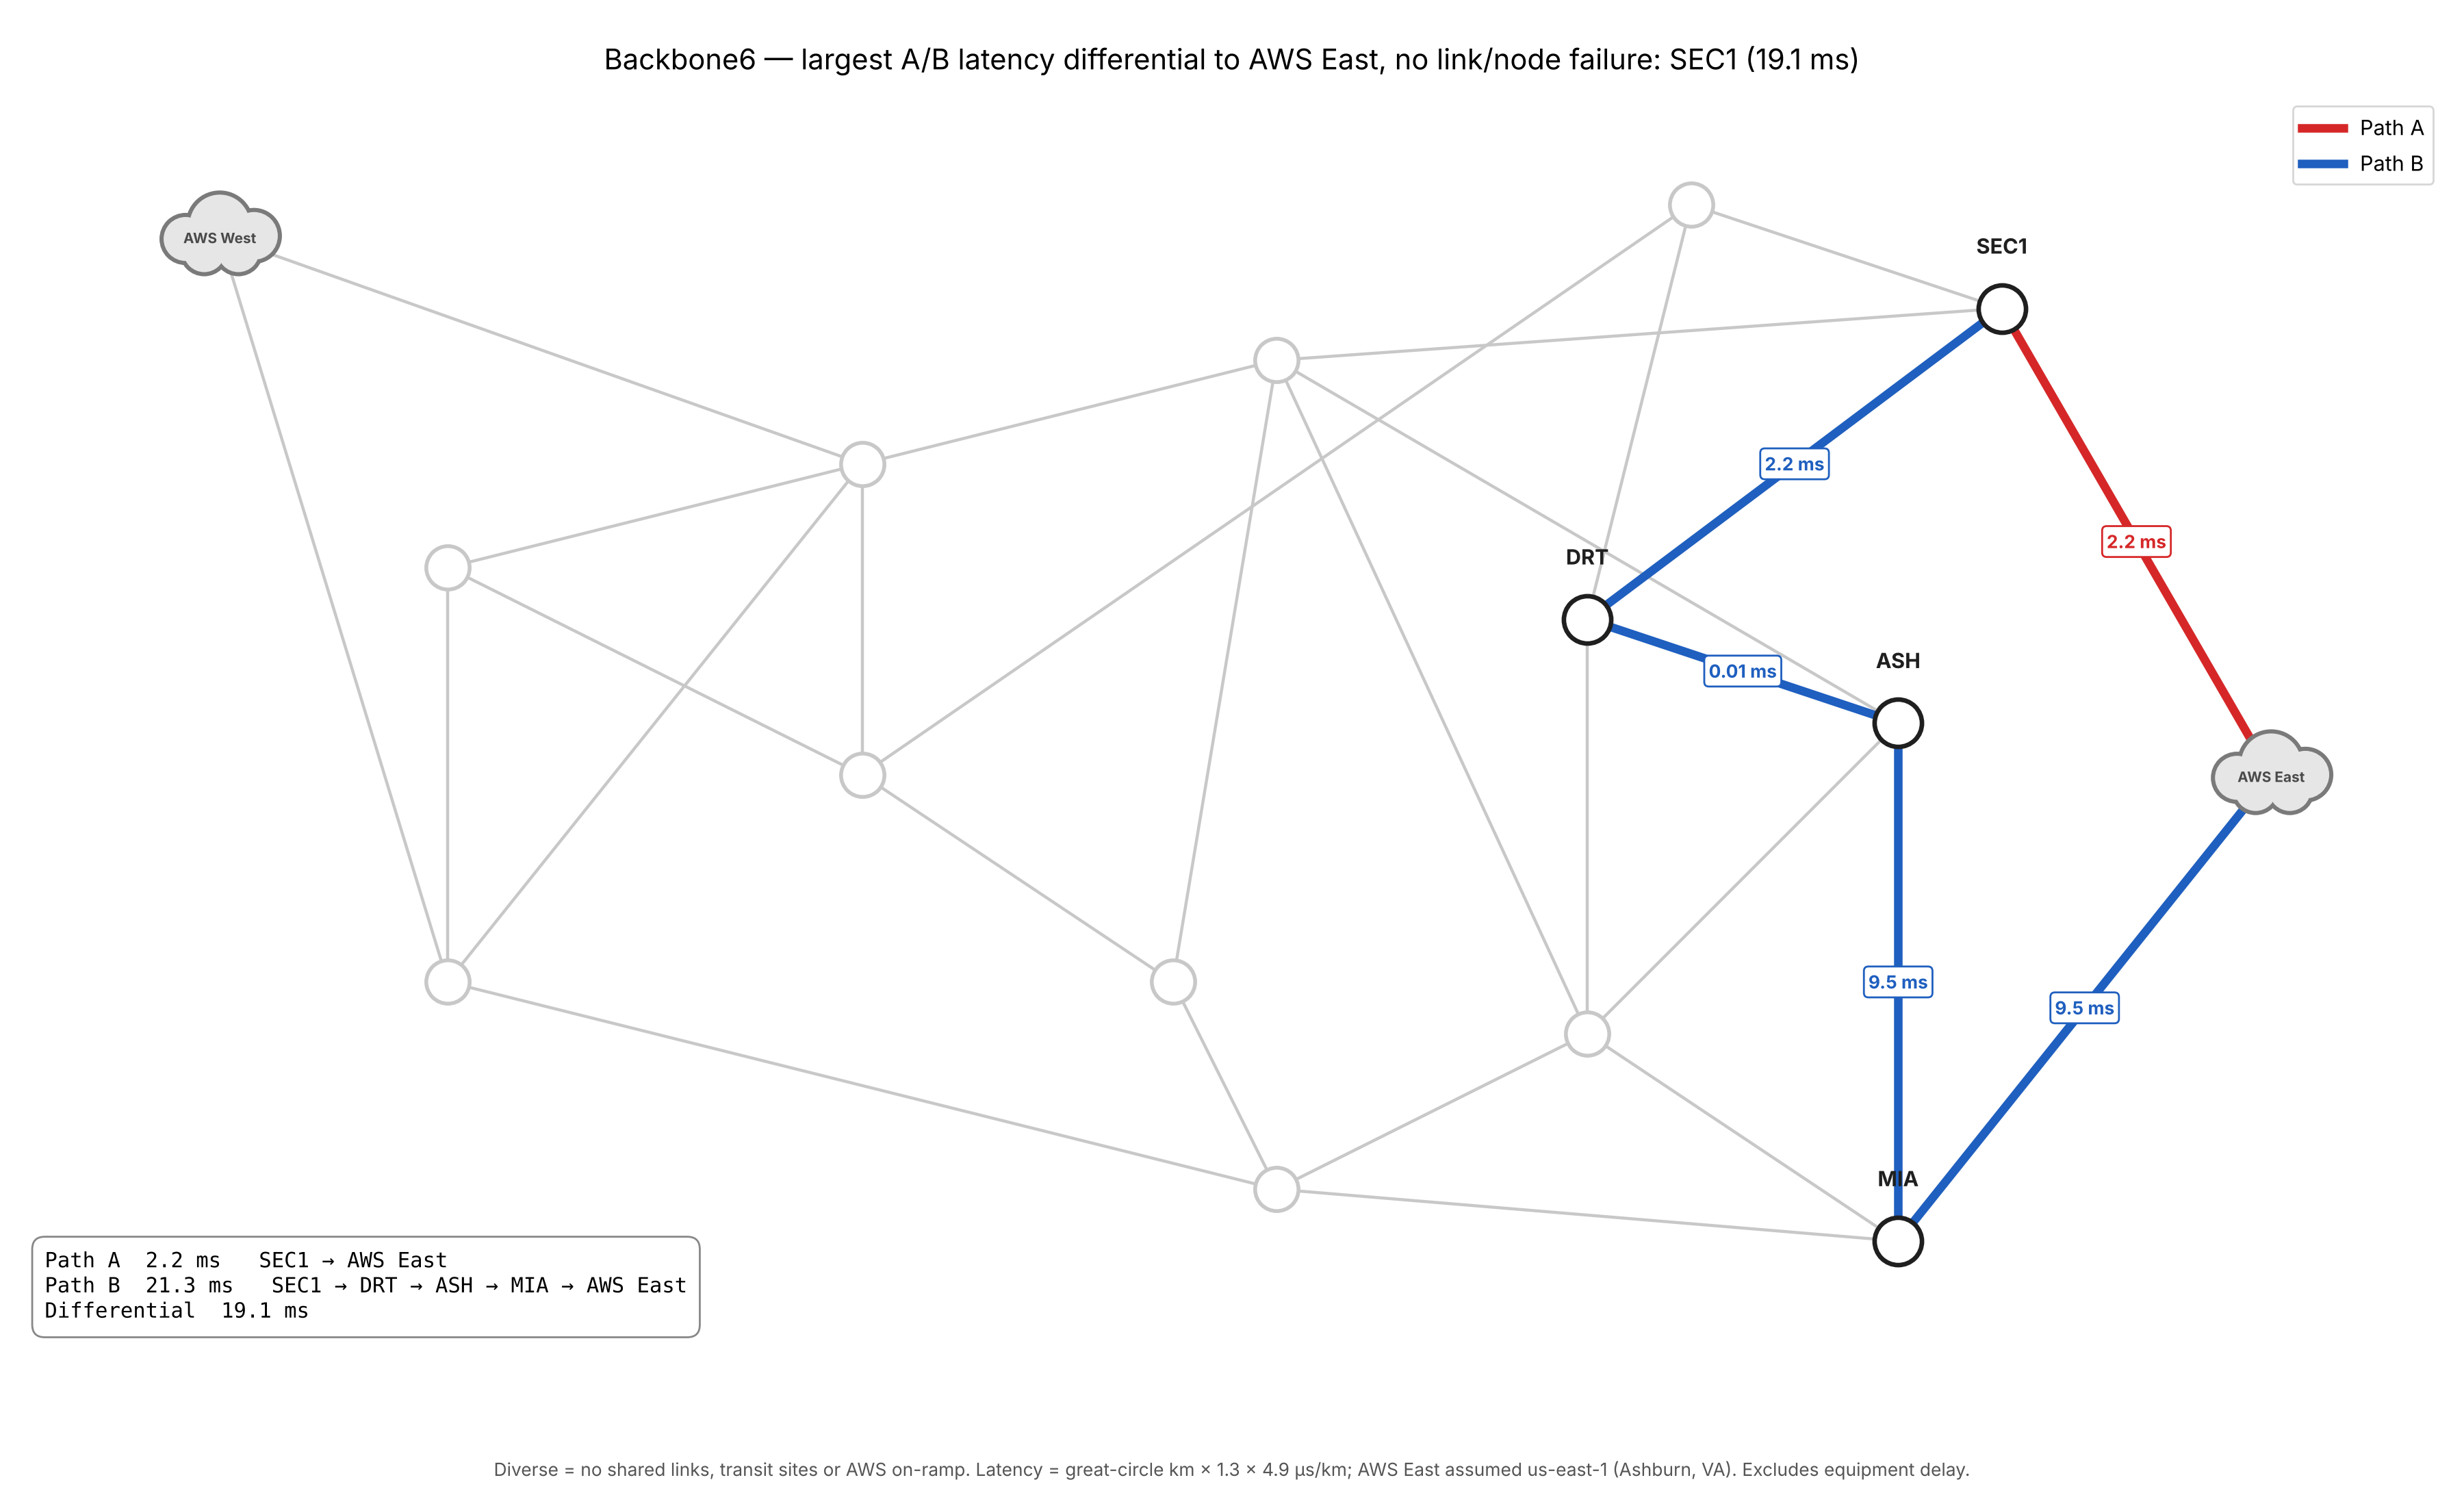 Backbone6 — largest A/B latency differential to AWS East, no link/node failure: SEC1 (19.1 ms)
Path A
Path B
AWS West
SEC1
2.2 ms
2.2 ms
DRT
ASH
0.01 ms
AWS East
9.5 ms
9.5 ms
MIA
Path A  2.2 ms   SEC1 → AWS East
Path B  21.3 ms   SEC1 → DRT → ASH → MIA → AWS East
Differential  19.1 ms
Diverse = no shared links, transit sites or AWS on-ramp. Latency = great-circle km × 1.3 × 4.9 µs/km; AWS East assumed us-east-1 (Ashburn, VA). Excludes equipment delay.